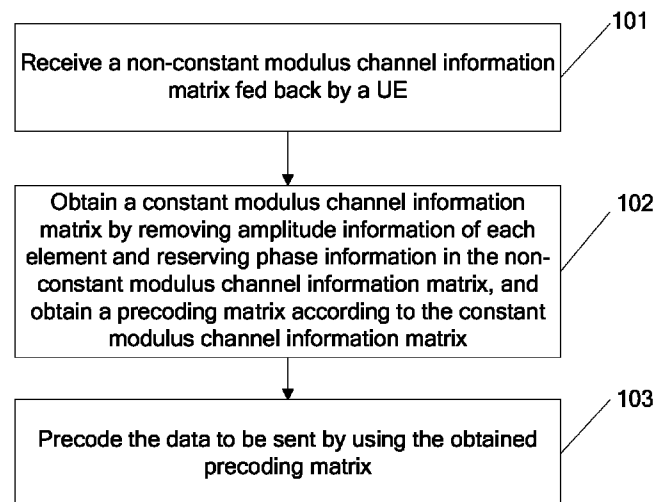 101
Receive a non-constant modulus channel information
matrix fed back by a UE
102
Obtain a constant modulus channel information
matrix by removing amplitude information of each
element and reserving phase information in the non-
constant modulus channel information matrix, and
obtain a precoding matrix according to the constant
modulus channel information matrix
103
Precode the data to be sent by using the obtained
precoding matrix